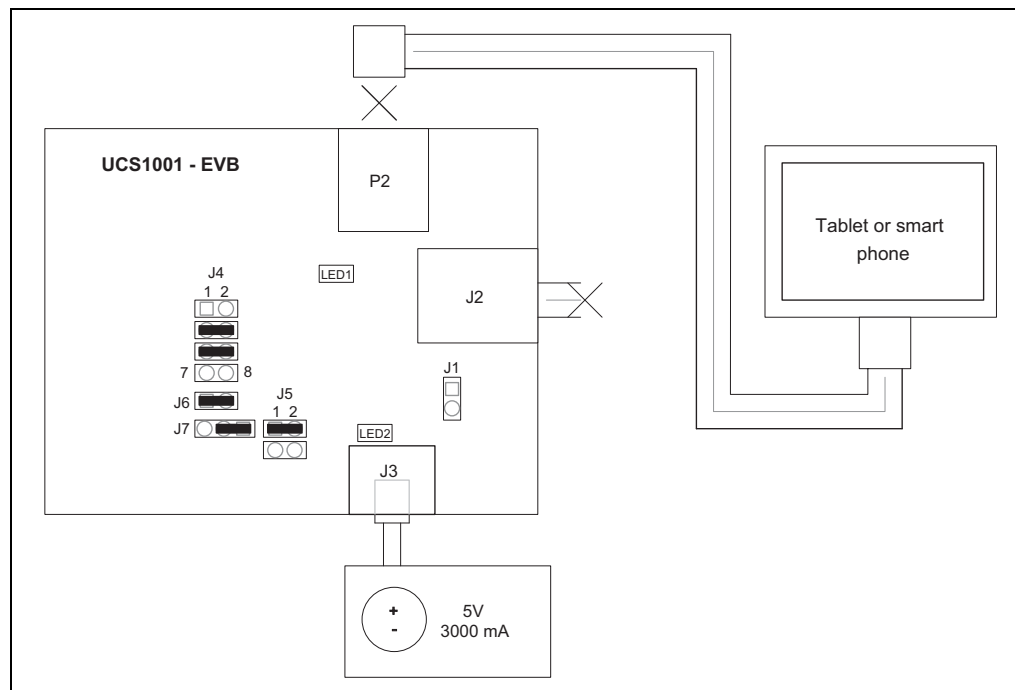 UCS1001 - EVB
P2
Tablet or smart
phone
LED1
J4
1 2
J2
7 8
J1
J6
J5
1 2
J7
LED2
J3
+
-
5V
3000 mA